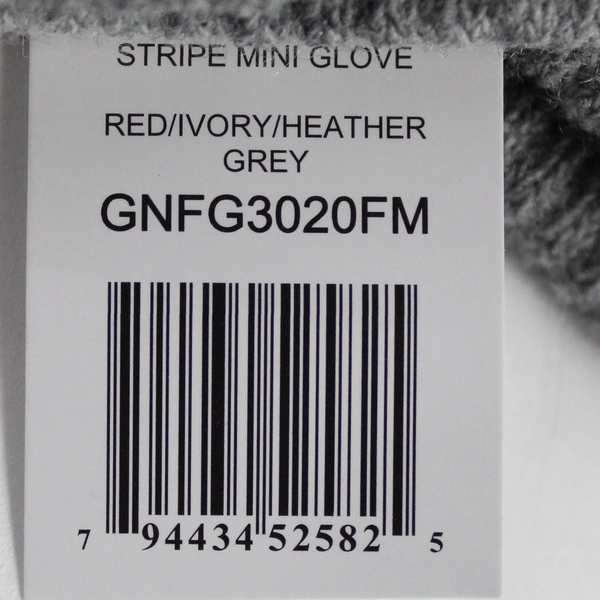 STRIPE MINI GLOVE
RED/IVORY/HEATHER
GREY
GNFG3020FM
7 94434 52582 5